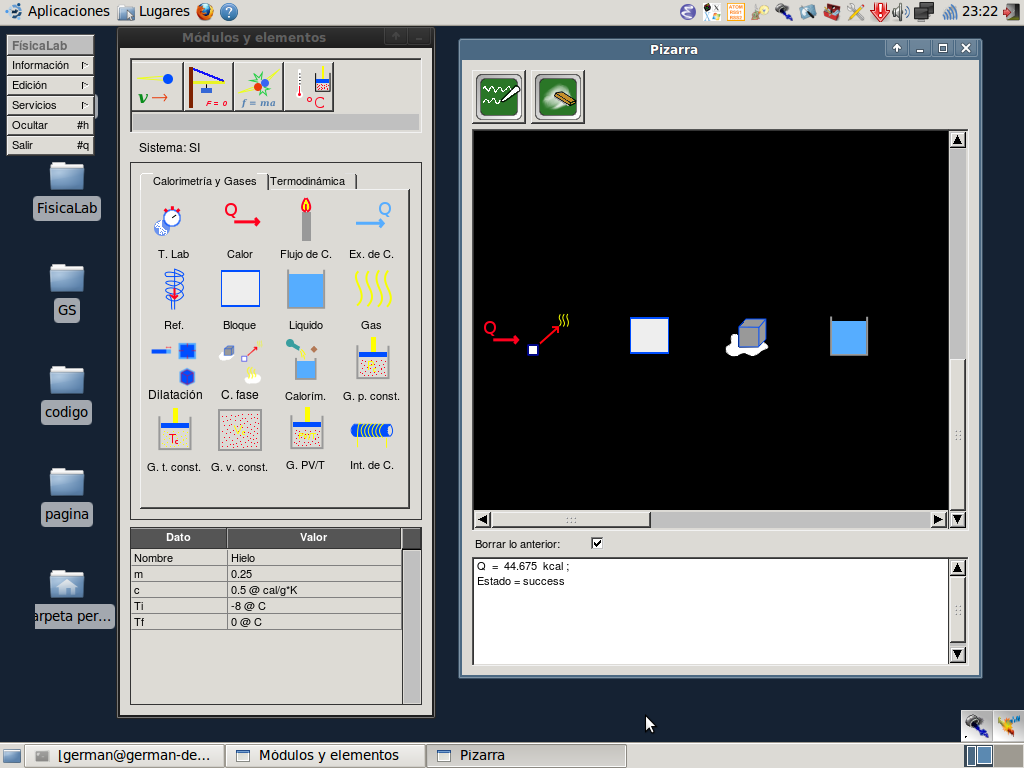 Aplicaciones Lugares 23:22
FísicaLab
Información
Edición
Servicios
Ocultar #h
Salir #q
FisicaLab
GS
codigo
pagina
arpeta per...
Módulos y elementos
v→ F = 0 f = ma °C
Sistema: SI
Calorimetría y Gases Termodinámica
Q Q
T. Lab Calor Flujo de C. Ex. de C.
Ref. Bloque Liquido Gas
Dilatación C. fase Calorím. G. p. const.
Tc
G. t. const. G. v. const. G. PV/T Int. de C.
Dato Valor
Nombre Hielo
m 0.25
c 0.5 @ cal/g*K
Ti -8 @ C
Tf 0 @ C
Pizarra
Q
Borrar lo anterior:
Q = 44.675 kcal ;
Estado = success
[german@german-de... Módulos y elementos Pizarra